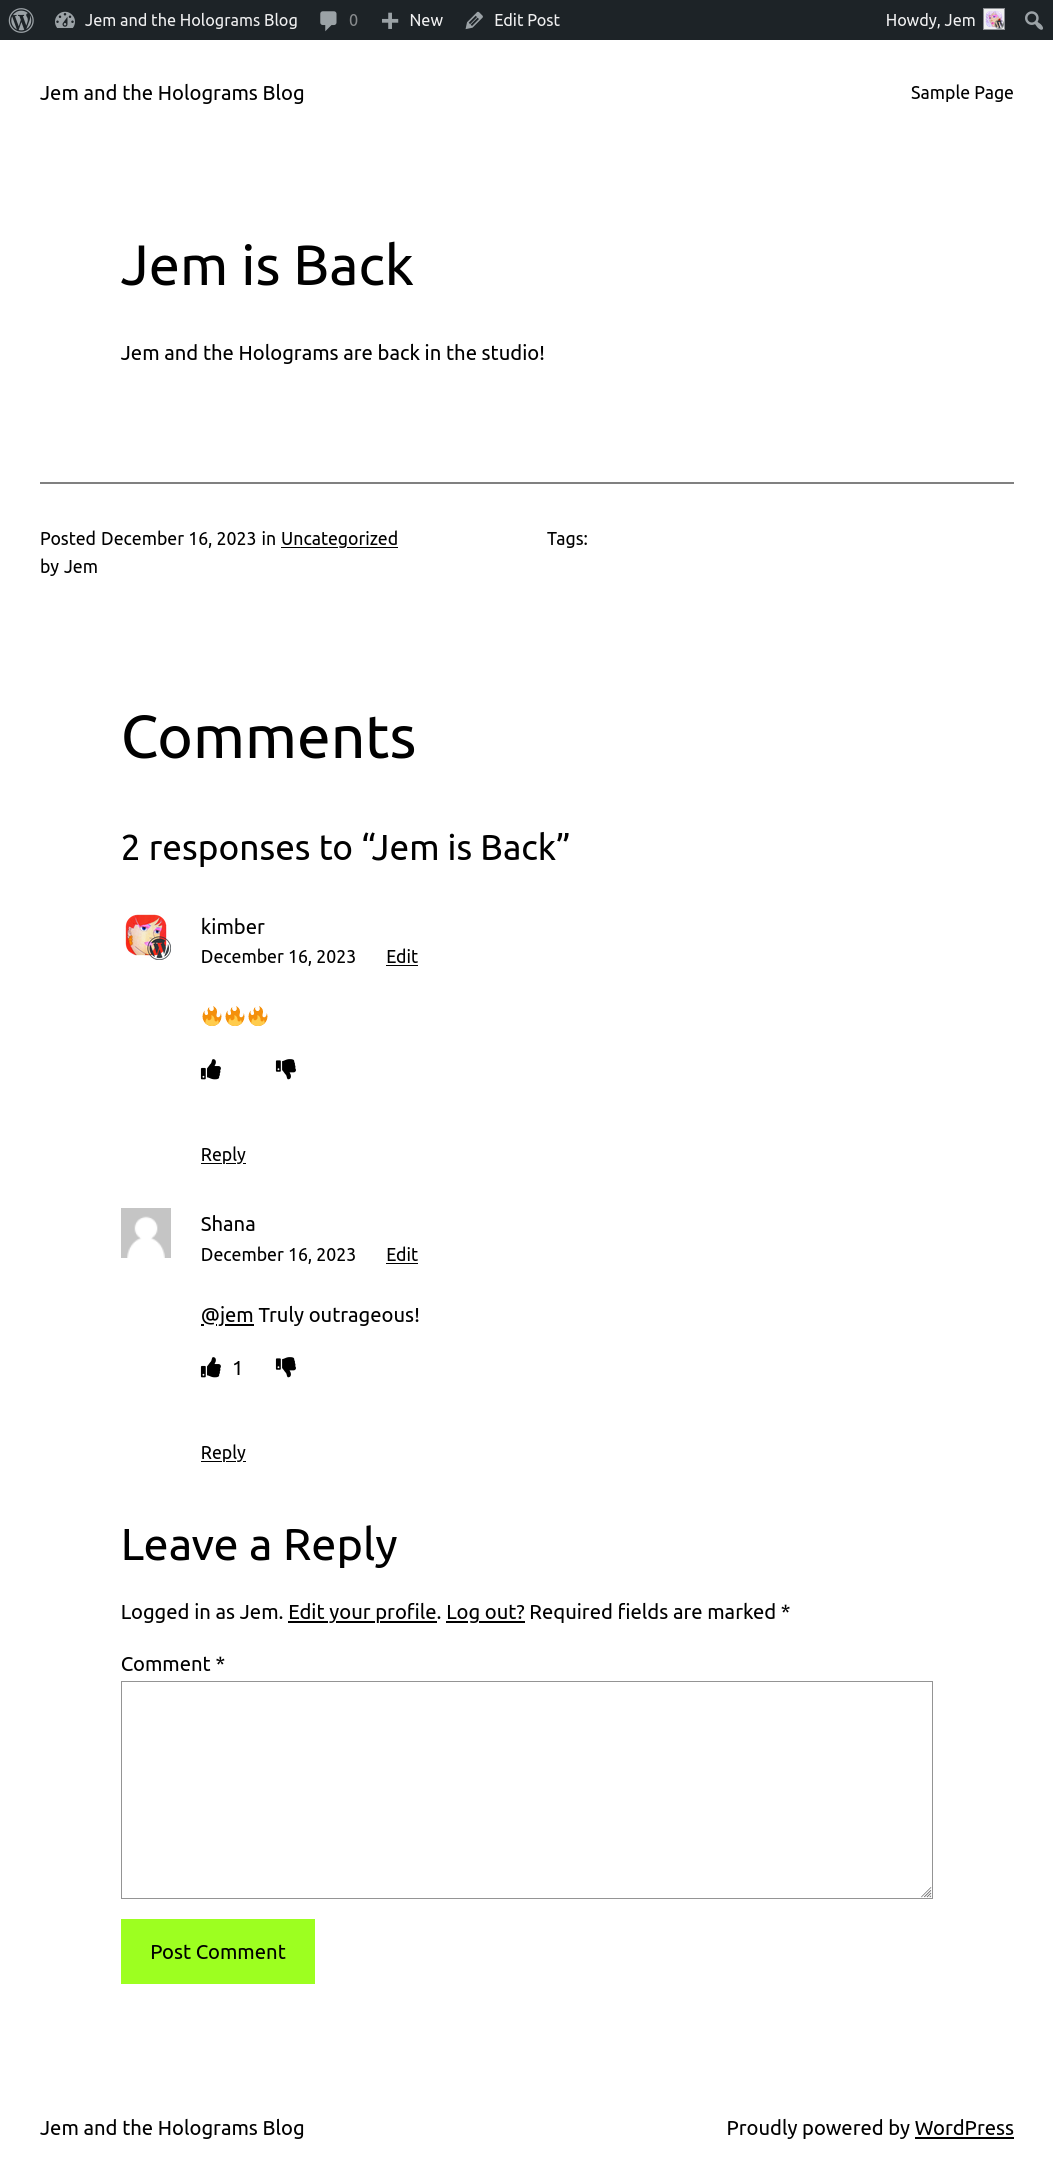 Jem and the Holograms Blog 0 New Edit Post Howdy, Jem
Jem and the Holograms Blog Sample Page
Jem is Back
Jem and the Holograms are back in the studio!
Posted December 16, 2023 in Uncategorized Tags:
by Jem
Comments
2 responses to “Jem is Back”
kimber
December 16, 2023 Edit
🔥🔥🔥
Reply
Shana
December 16, 2023 Edit
@jem Truly outrageous!
1
Reply
Leave a Reply
Logged in as Jem. Edit your profile. Log out? Required fields are marked *
Comment *
Post Comment
Jem and the Holograms Blog Proudly powered by WordPress